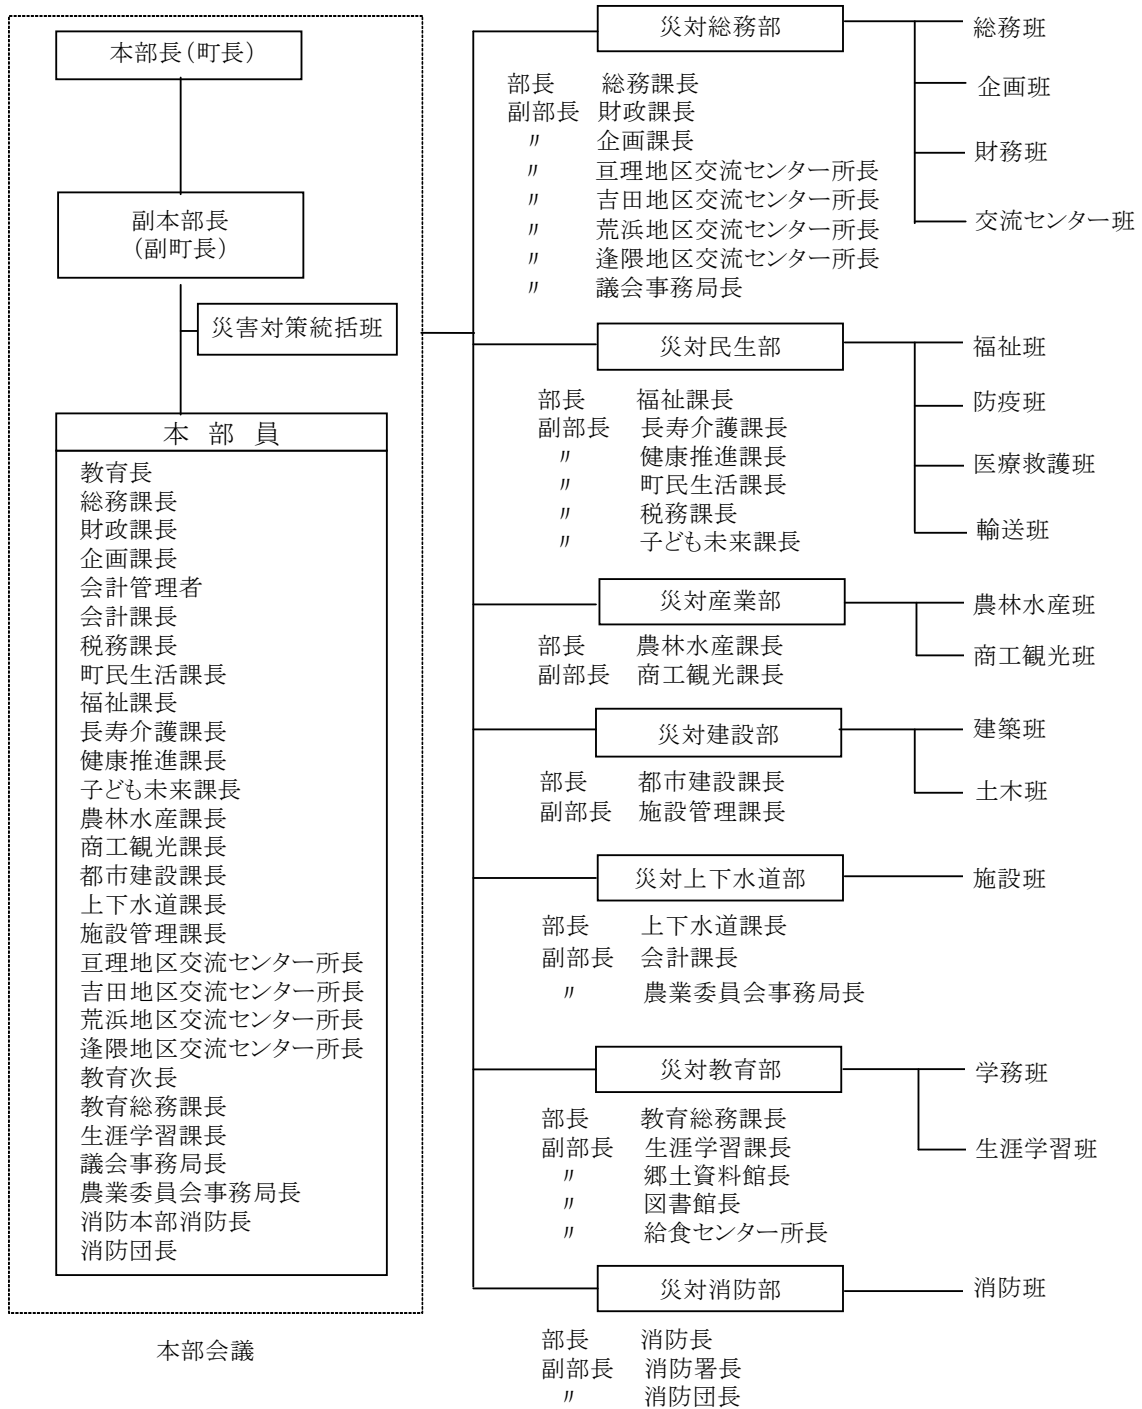 本部長（町長）
副本部長
（副町長）
災害対策統括班
本 部 員
教育長
総務課長
財政課長
企画課長
会計管理者
会計課長
税務課長
町民生活課長
福祉課長
長寿介護課長
健康推進課長
子ども未来課長
農林水産課長
商工観光課長
都市建設課長
上下水道課長
施設管理課長
亘理地区交流センター所長
吉田地区交流センター所長
荒浜地区交流センター所長
逢隈地区交流センター所長
教育次長
教育総務課長
生涯学習課長
議会事務局長
農業委員会事務局長
消防本部消防長
消防団長
本部会議
災対総務部
部長 総務課長
副部長 財政課長
〃 企画課長
〃 亘理地区交流センター所長
〃 吉田地区交流センター所長
〃 荒浜地区交流センター所長
〃 逢隈地区交流センター所長
〃 議会事務局長
総務班
企画班
財務班
交流センター班
災対民生部
部長 福祉課長
副部長 長寿介護課長
〃 健康推進課長
〃 町民生活課長
〃 税務課長
〃 子ども未来課長
福祉班
防疫班
医療救護班
輸送班
災対産業部
部長 農林水産課長
副部長 商工観光課長
農林水産班
商工観光班
災対建設部
部長 都市建設課長
副部長 施設管理課長
建築班
土木班
災対上下水道部
部長 上下水道課長
副部長 会計課長
〃 農業委員会事務局長
施設班
災対教育部
部長 教育総務課長
副部長 生涯学習課長
〃 郷土資料館長
〃 図書館長
〃 給食センター所長
学務班
生涯学習班
災対消防部
部長 消防長
副部長 消防署長
〃 消防団長
消防班